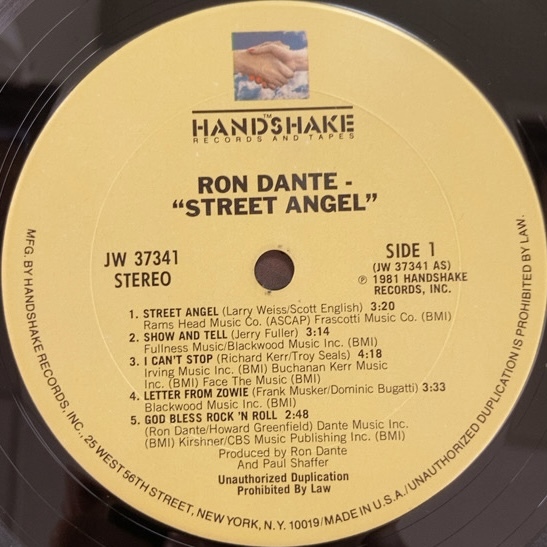 HANDSHAKE™
RECORDS AND TAPES
RON DANTE -
“STREET ANGEL”
JW 37341
STEREO
SIDE 1
(JW 37341 AS)
℗ 1981 HANDSHAKE
RECORDS, INC.
1. STREET ANGEL (Larry Weiss/Scott English) 3:20
Rams Head Music Co. (ASCAP) Frascotti Music Co. (BMI)
2. SHOW AND TELL (Jerry Fuller) 3:14
Fullness Music/Blackwood Music Inc. (BMI)
3. I CAN'T STOP (Richard Kerr/Troy Seals) 4:18
Irving Music Inc. (BMI) Buchanan Kerr Music
Inc. (BMI) Face The Music (BMI)
4. LETTER FROM ZOWIE (Frank Musker/Dominic Bugatti) 3:33
Blackwood Music Inc. (BMI)
5. GOD BLESS ROCK 'N ROLL 2:48
(Ron Dante/Howard Greenfield) Dante Music Inc.
(BMI) Kirshner/CBS Music Publishing Inc. (BMI)
Produced by Ron Dante
And Paul Shaffer
Unauthorized Duplication
Prohibited By Law
MFG. BY HANDSHAKE RECORDS, INC., 25 WEST 56TH STREET, NEW YORK, N.Y. 10019/MADE IN U.S.A./UNAUTHORIZED DUPLICATION IS PROHIBITED BY LAW.